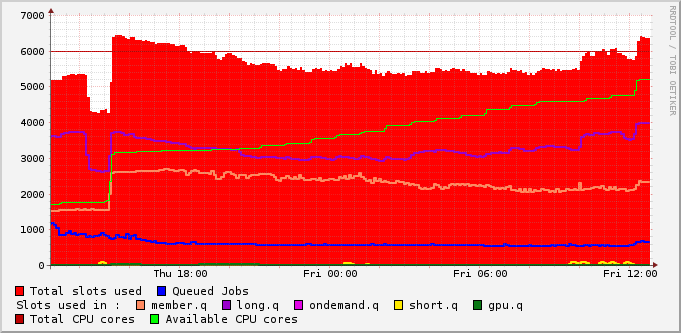 RRDTOOL / TOBI OETIKER
7000
6000
5000
4000
3000
2000
1000
0
Thu 18:00 Fri 00:00 Fri 06:00 Fri 12:00
Total slots used Queued Jobs
Slots used in : member.q long.q ondemand.q short.q gpu.q
Total CPU cores Available CPU cores